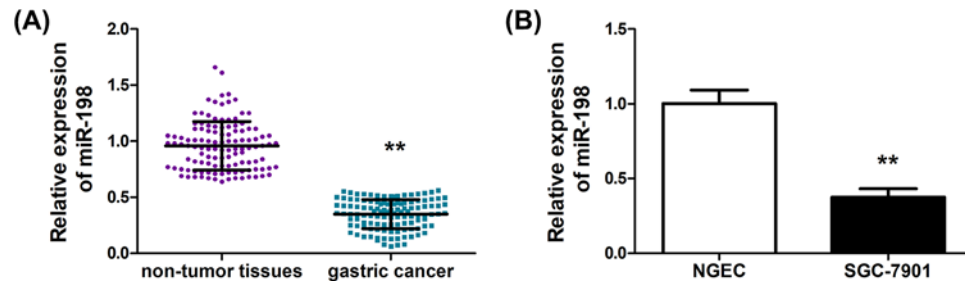 (A)
Relative expression
of miR-198
2.0
1.5
1.0
0.5
0.0
**
non-tumor tissues
gastric cancer
(B)
Relative expression
of miR-198
1.5
1.0
0.5
0.0
**
NGEC
SGC-7901